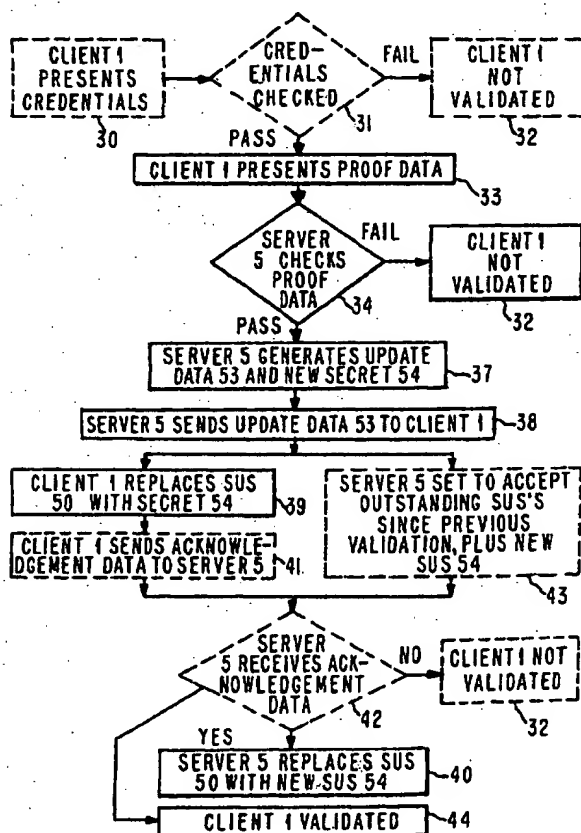 CLIENT 1
PRESENTS
CREDENTIALS
30
CRED-
ENTIALS
CHECKED
31
FAIL
CLIENT 1
NOT
VALIDATED
32
PASS
CLIENT 1 PRESENTS PROOF DATA
33
SERVER
5 CHECKS
PROOF
DATA
34
FAIL
CLIENT 1
NOT
VALIDATED
32
PASS
SERVER 5 GENERATES UPDATE
DATA 53 AND NEW SECRET 54
37
SERVER 5 SENDS UPDATE DATA 53 TO CLIENT 1
38
CLIENT 1 REPLACES SUS
50 WITH SECRET 54
39
CLIENT 1 SENDS ACKNOWLE-
DGEMENT DATA TO SERVER 5
41
SERVER 5 SET TO ACCEPT
OUTSTANDING SUS'S
SINCE PREVIOUS
VALIDATION, PLUS NEW
SUS 54
43
SERVER
5 RECEIVES ACK-
NOWLEDGEMENT
DATA
42
NO
CLIENT 1 NOT
VALIDATED
32
YES
SERVER 5 REPLACES SUS
50 WITH NEW SUS 54
40
CLIENT 1 VALIDATED
44